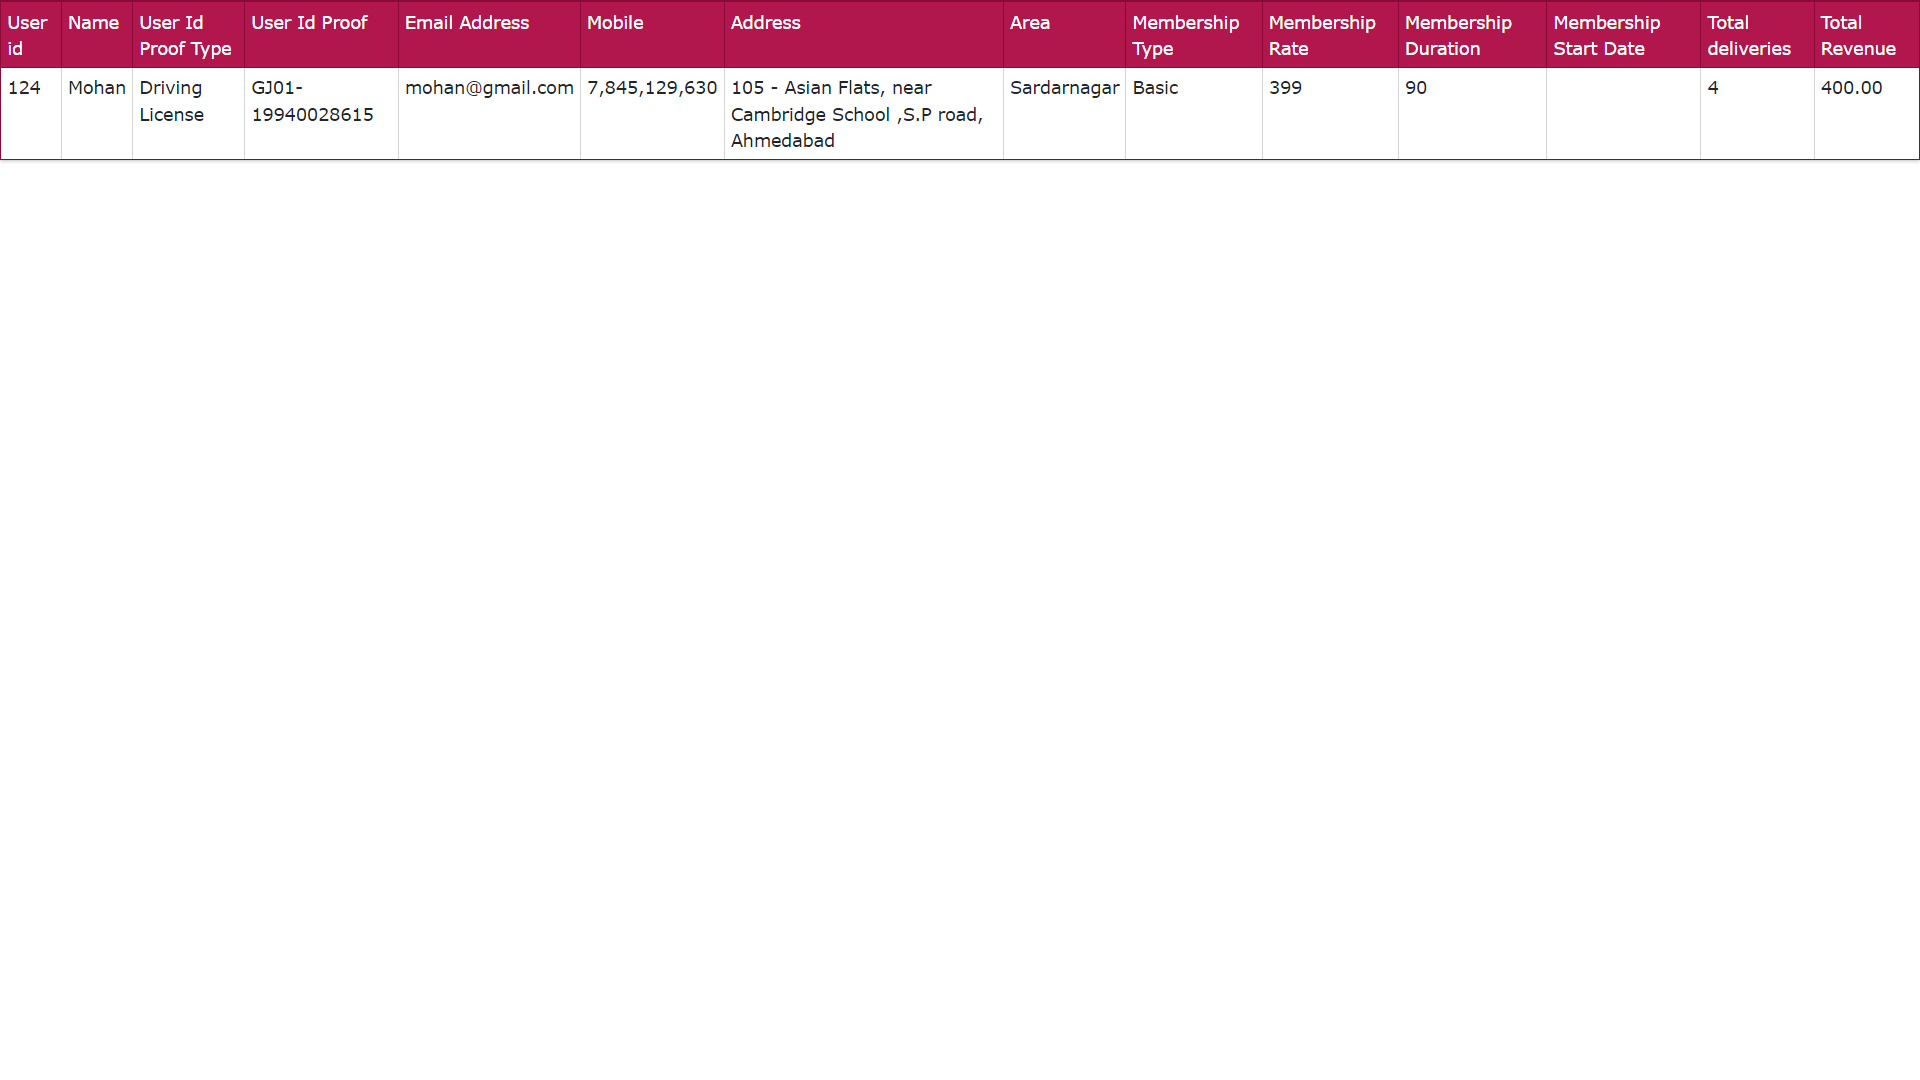 User id Name User Id Proof Type User Id Proof Email Address Mobile Address Area Membership Type Membership Rate Membership Duration Membership Start Date Total deliveries Total Revenue
124 Mohan Driving License GJ01-19940028615 mohan@gmail.com 7,845,129,630 105 - Asian Flats, near Cambridge School ,S.P road, Ahmedabad Sardarnagar Basic 399 90 4 400.00